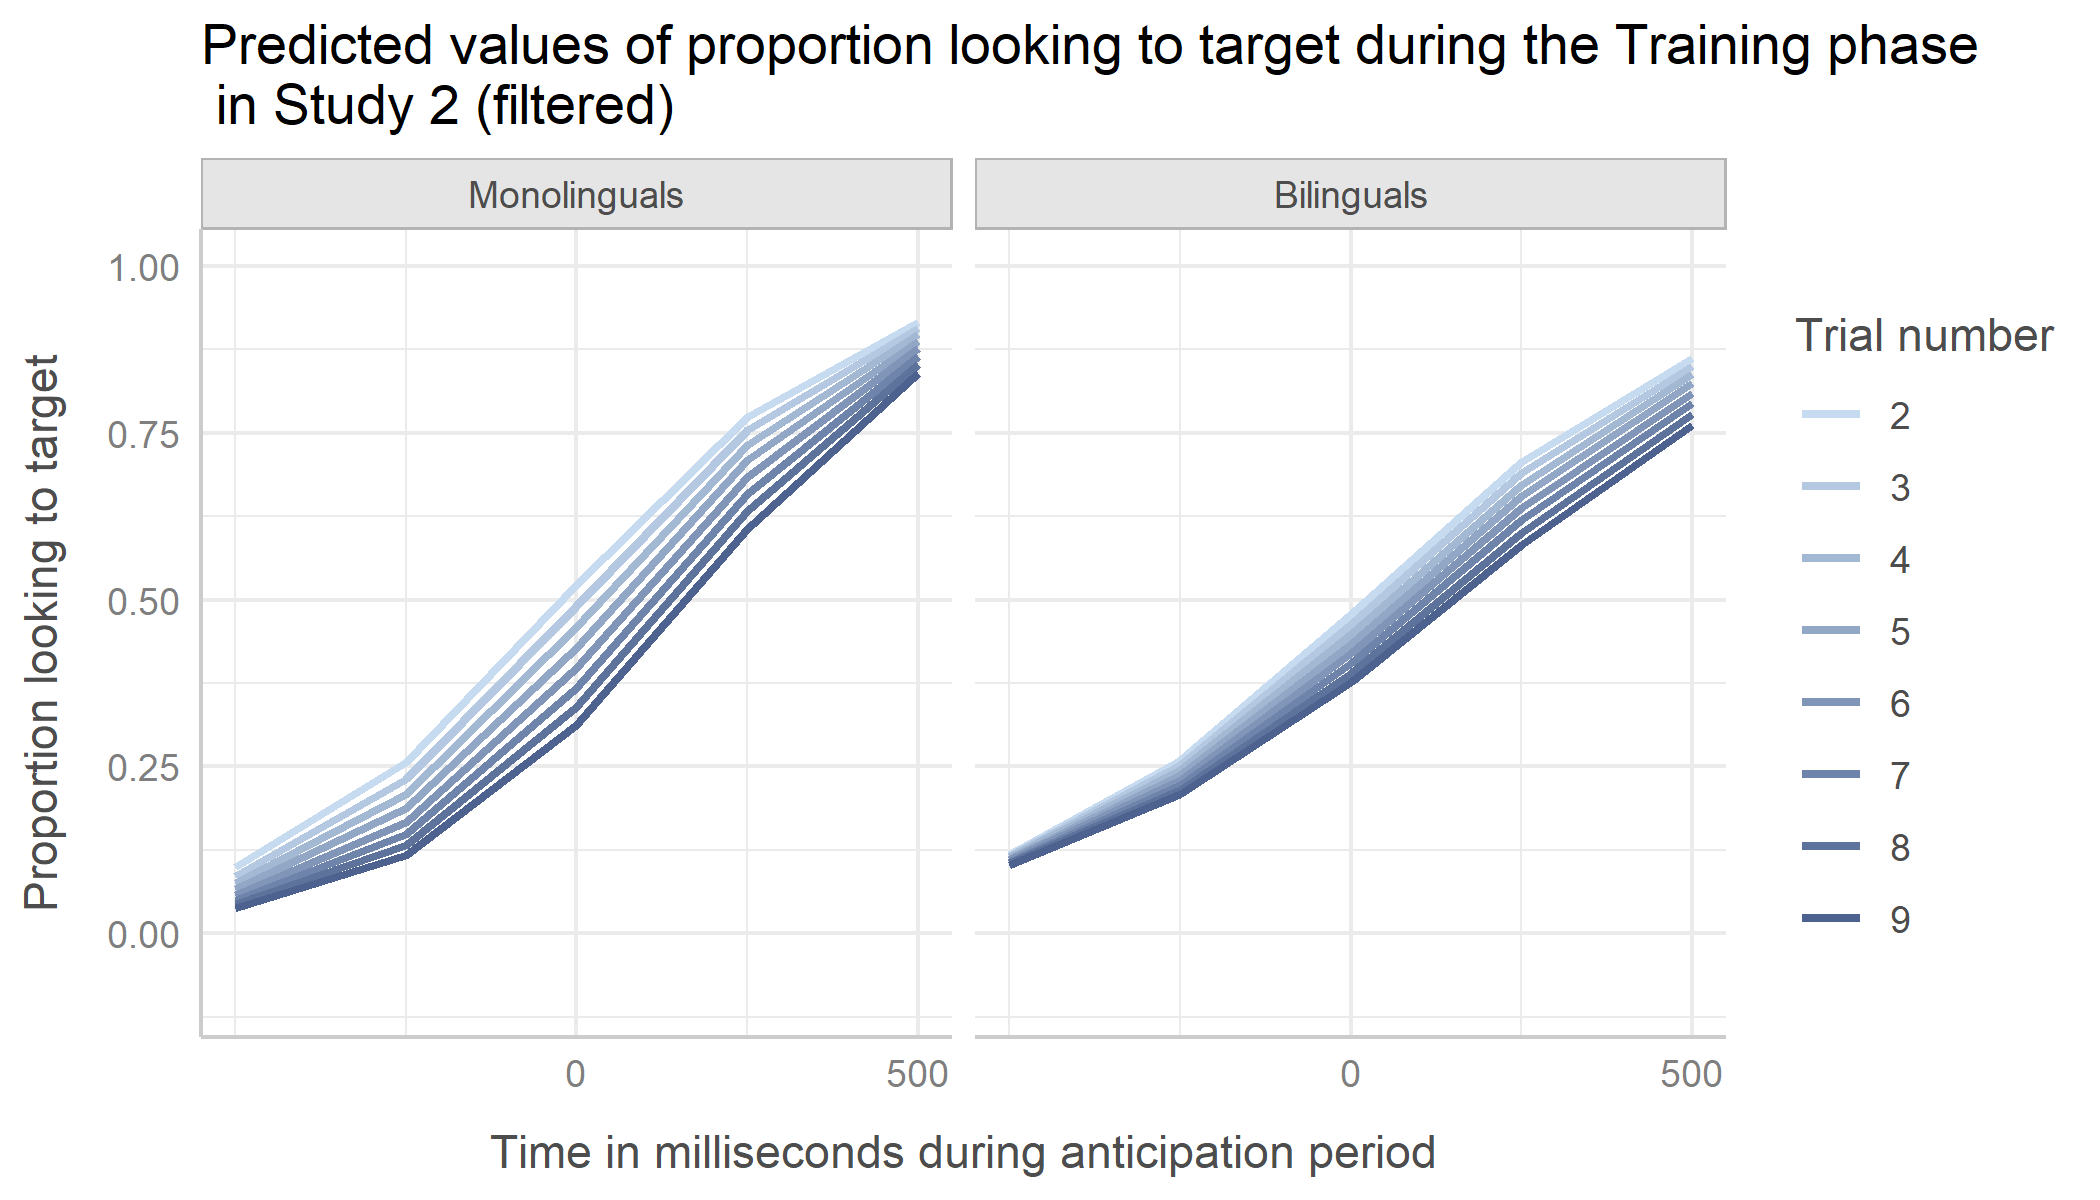 Predicted values of proportion looking to target during the Training phase
in Study 2 (filtered)
Monolinguals
Bilinguals
1.00
0.75
0.50
0.25
0.00
Proportion looking to target
0
500
0
500
Time in milliseconds during anticipation period
Trial number
2
3
4
5
6
7
8
9